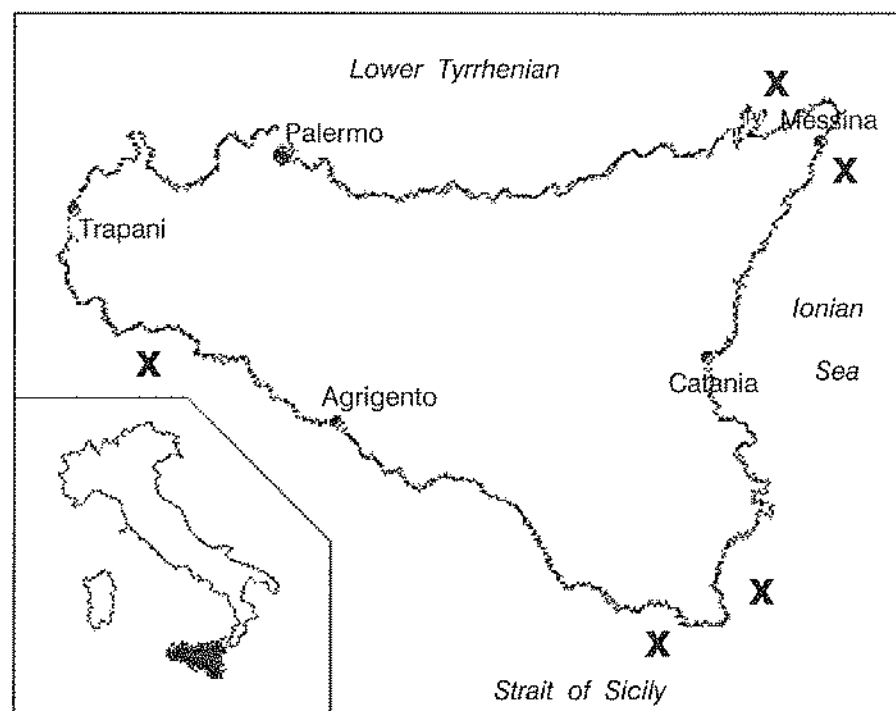 Lower Tyrrhenian
X
Palermo
Messina
X
Trapani
Ionian
X
Catania
Sea
Agrigento
X
X
Strait of Sicily